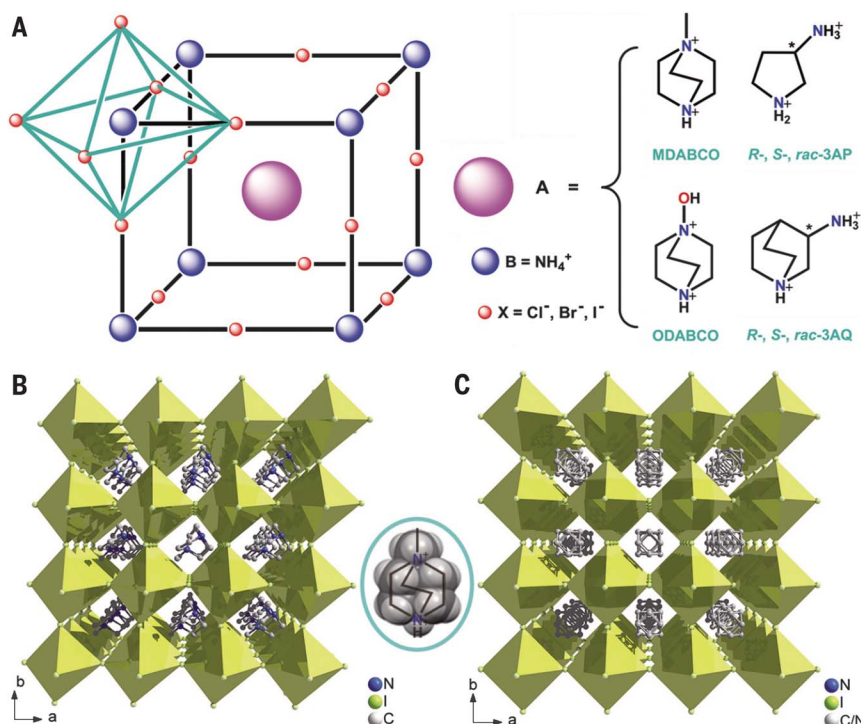 A
A =
B = NH₄⁺
X = Cl⁻, Br⁻, I⁻
N⁺
N⁺
H
MDABCO
*
NH₃⁺
N⁺
H₂
R-, S-, rac-3AP
OH
N⁺
N⁺
H
ODABCO
*
NH₃⁺
N⁺
H
R-, S-, rac-3AQ
B
b
a
N
I
C
N⁺
N⁺
H
C
b
a
N
I
C/N